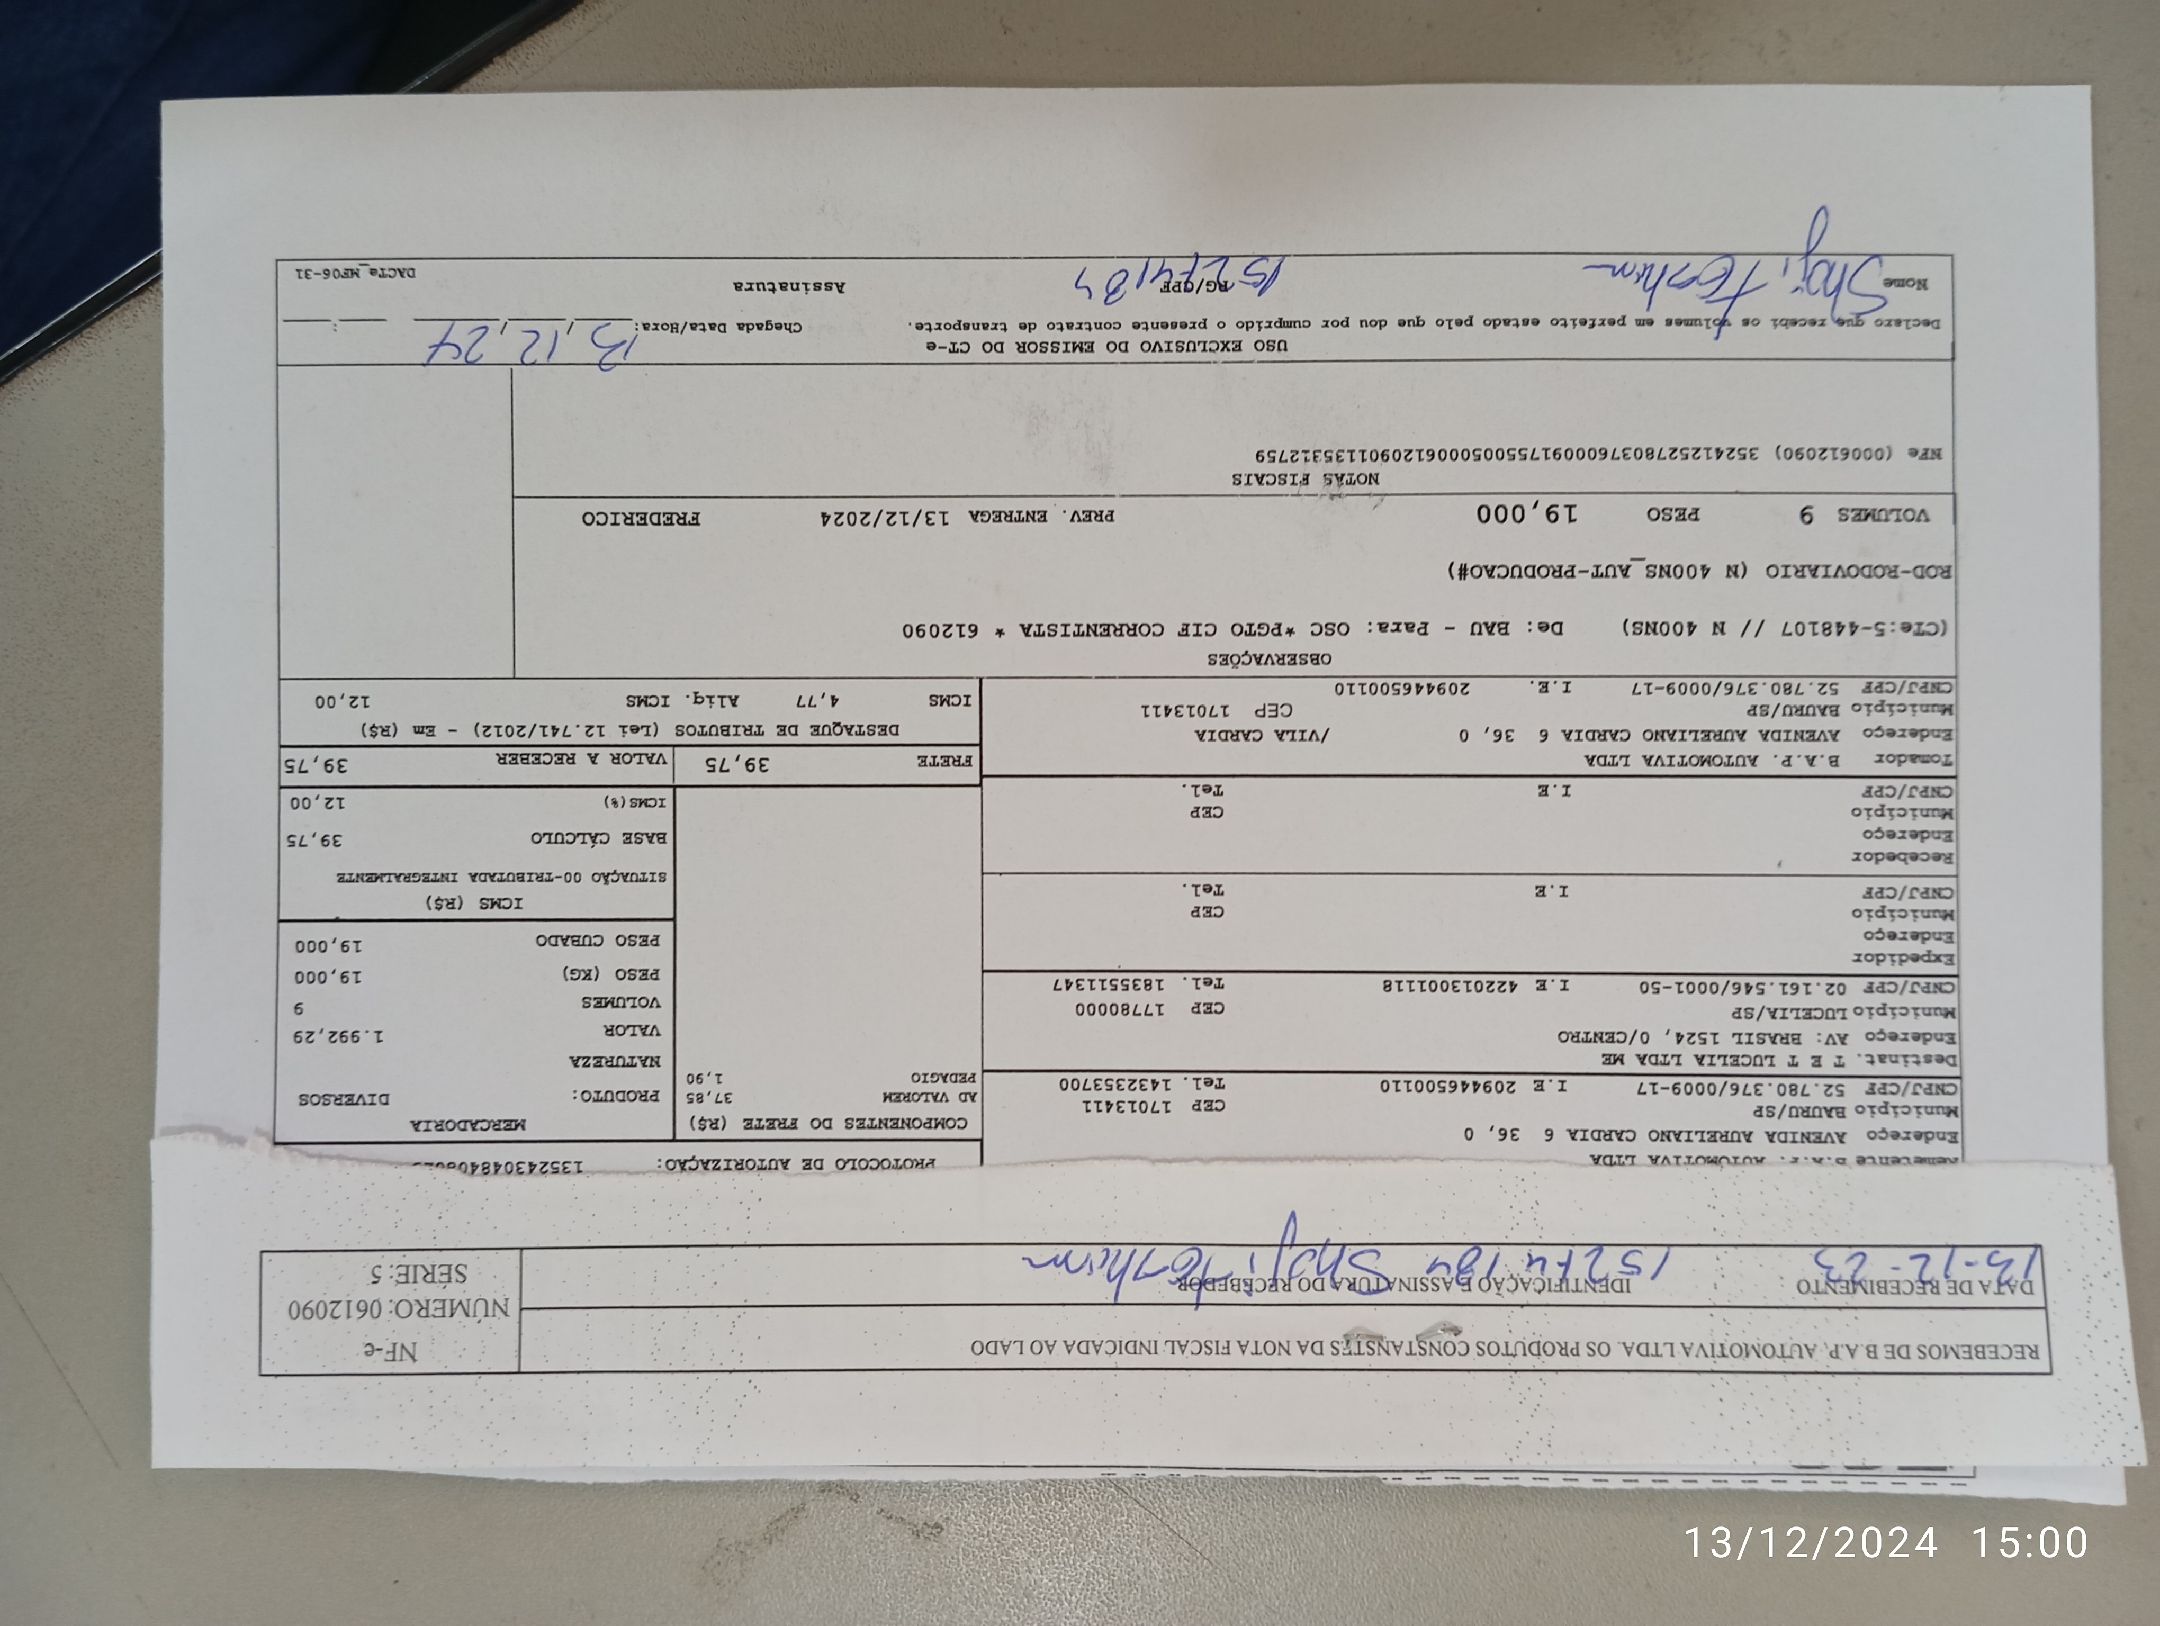 RECEBEMOS DE B.A.P. AUTOMOTIVA LTDA. OS PRODUTOS CONSTANSTES DA NOTA FISCAL INDICADA AO LADO
DATA DE RECEBIMENTO IDENTIFICAÇÃO E ASSINATURA DO RECEBEDOR
13-12-23 15274184
NF-e
NÚMERO: 0612090
SÉRIE: 5
Remetente B.A.P. AUTOMOTIVA LTDA
Endereço AVENIDA AURELIANO CARDIA 6 36, 0
Município BAURU/SP CEP 17013411
CNPJ/CPF 52.780.376/0009-17 I.E 209446500110 Tel. 1432353700
Destinat. T E T LUCELIA LTDA ME
Endereço AV: BRASIL 1524, 0/CENTRO
Município LUCELIA/SP CEP 17780000
CNPJ/CPF 02.161.546/0001-50 I.E 422013001118 Tel. 1835511347
Expedidor
Endereço
Município CEP
CNPJ/CPF I.E Tel.
Recebedor
Endereço
Município CEP
CNPJ/CPF I.E Tel.
Tomador B.A.P. AUTOMOTIVA LTDA
Endereço AVENIDA AURELIANO CARDIA 6 36, 0 /VILA CARDIA
Município BAURU/SP CEP 17013411
CNPJ/CPF 52.780.376/0009-17 I.E. 209446500110
PROTOCOLO DE AUTORIZAÇÃO:
COMPONENTES DO FRETE (R$)
AD VALOREM 37,85
PEDAGIO 1,90
MERCADORIA
PRODUTO: DIVERSOS
NATUREZA
VALOR 1.992,29
VOLUMES 9
PESO (KG) 19,000
PESO CUBADO 19,000
ICMS (R$)
SITUAÇÃO 00-TRIBUTADA INTEGRALMENTE
BASE CÁLCULO 39,75
ICMS(%) 12,00
FRETE 39,75 VALOR A RECEBER 39,75
DESTAQUE DE TRIBUTOS (Lei 12.741/2012) - Em (R$)
ICMS 4,77 Aliq. ICMS 12,00
OBSERVAÇÕES
(CTe:5-448107 // N 400NS) De: BAU - Para: OSC *PGTO CIF CORRENTISTA * 612090
ROD-RODOVIARIO (N 400NS_AUT-PRODUCAO#)
VOLUMES 9 PESO 19,000 PREV. ENTREGA 13/12/2024 FREDERICO
NOTAS FISCAIS
NFe (000612090) 35241252780376000917550050006120901135312759
USO EXCLUSIVO DO EMISSOR DO CT-e
Declaro que recebi os volumes em perfeito estado pelo que dou por cumprido o presente contrato de transporte.
Chegada Data/Hora: 13, 12, 24 :
Nome RG/CPF 15274184 Assinatura
DACTe_MF06-31
13/12/2024 15:00